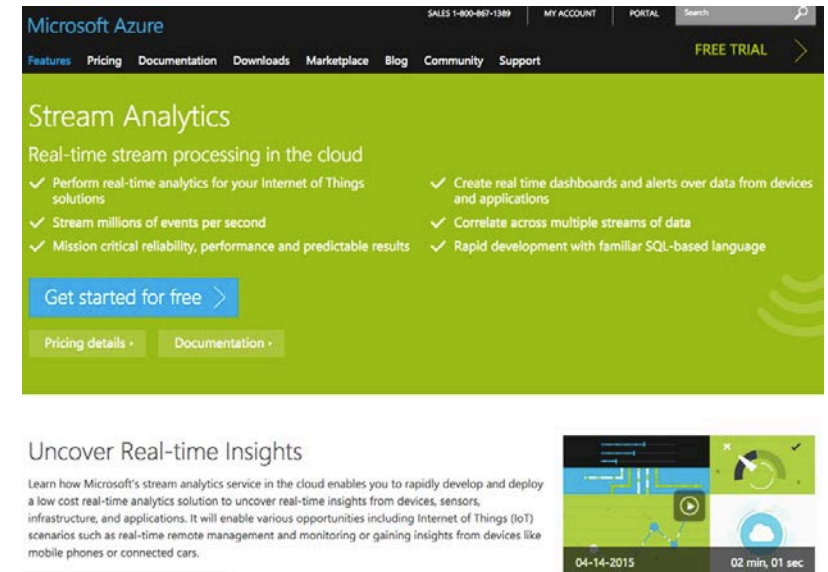 SALES 1-800-867-1389
MY ACCOUNT
PORTAL
Search
Microsoft Azure
FREE TRIAL
Features Pricing Documentation Downloads Marketplace Blog Community Support
Stream Analytics
Real-time stream processing in the cloud
Perform real-time analytics for your Internet of Things
solutions
Stream millions of events per second
Mission critical reliability, performance and predictable results
Create real time dashboards and alerts over data from devices
and applications
Correlate across multiple streams of data
Rapid development with familiar SQL-based language
Get started for free
Pricing details
Documentation
Uncover Real-time Insights
Learn how Microsoft's stream analytics service in the cloud enables you to rapidly develop and deploy
a low cost real-time analytics solution to uncover real-time insights from devices, sensors,
infrastructure, and applications. It will enable various opportunities including Internet of Things (IoT)
scenarios such as real-time remote management and monitoring or gaining insights from devices like
mobile phones or connected cars.
04-14-2015
02 min, 01 sec